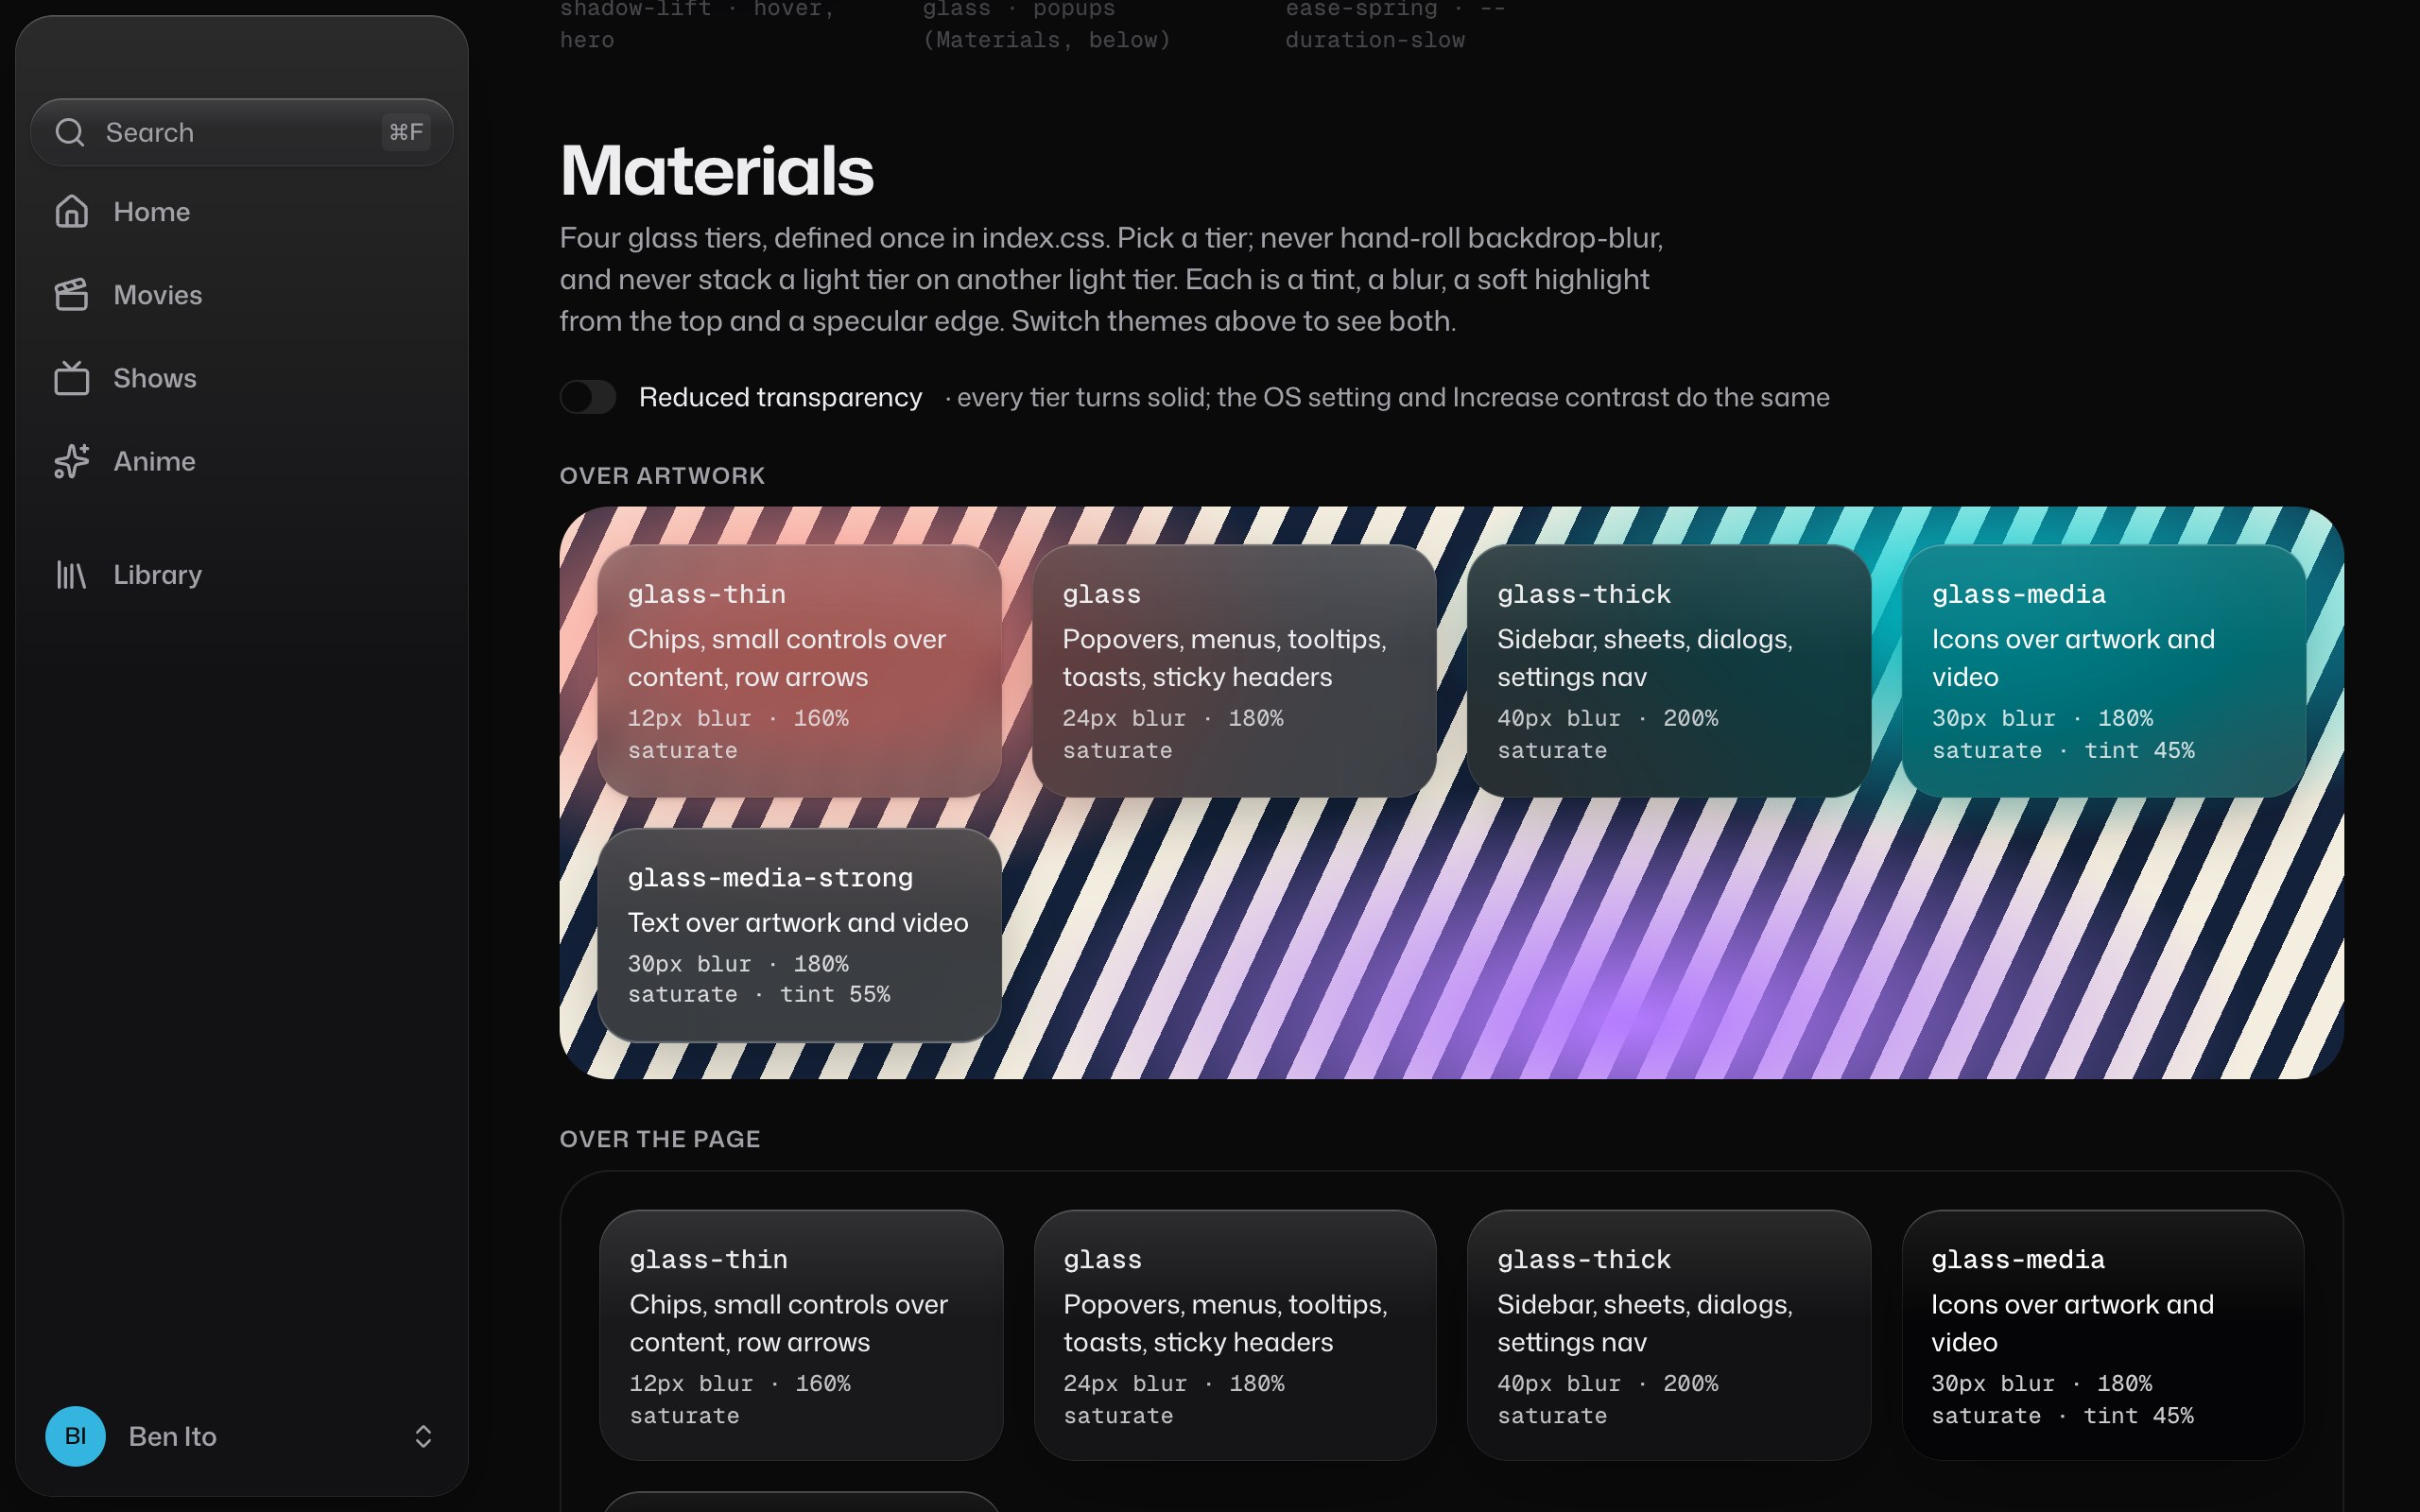 Search
⌘F
Home
Movies
Shows
Anime
Library
BI
Ben Ito
shadow-lift · hover,
hero
glass · popups
(Materials, below)
ease-spring · --
duration-slow
Materials
Four glass tiers, defined once in index.css. Pick a tier; never hand-roll backdrop-blur,
and never stack a light tier on another light tier. Each is a tint, a blur, a soft highlight
from the top and a specular edge. Switch themes above to see both.
Reduced transparency · every tier turns solid; the OS setting and Increase contrast do the same
OVER ARTWORK
glass-thin
Chips, small controls over
content, row arrows
12px blur · 160%
saturate
glass
Popovers, menus, tooltips,
toasts, sticky headers
24px blur · 180%
saturate
glass-thick
Sidebar, sheets, dialogs,
settings nav
40px blur · 200%
saturate
glass-media
Icons over artwork and
video
30px blur · 180%
saturate · tint 45%
glass-media-strong
Text over artwork and video
30px blur · 180%
saturate · tint 55%
OVER THE PAGE
glass-thin
Chips, small controls over
content, row arrows
12px blur · 160%
saturate
glass
Popovers, menus, tooltips,
toasts, sticky headers
24px blur · 180%
saturate
glass-thick
Sidebar, sheets, dialogs,
settings nav
40px blur · 200%
saturate
glass-media
Icons over artwork and
video
30px blur · 180%
saturate · tint 45%